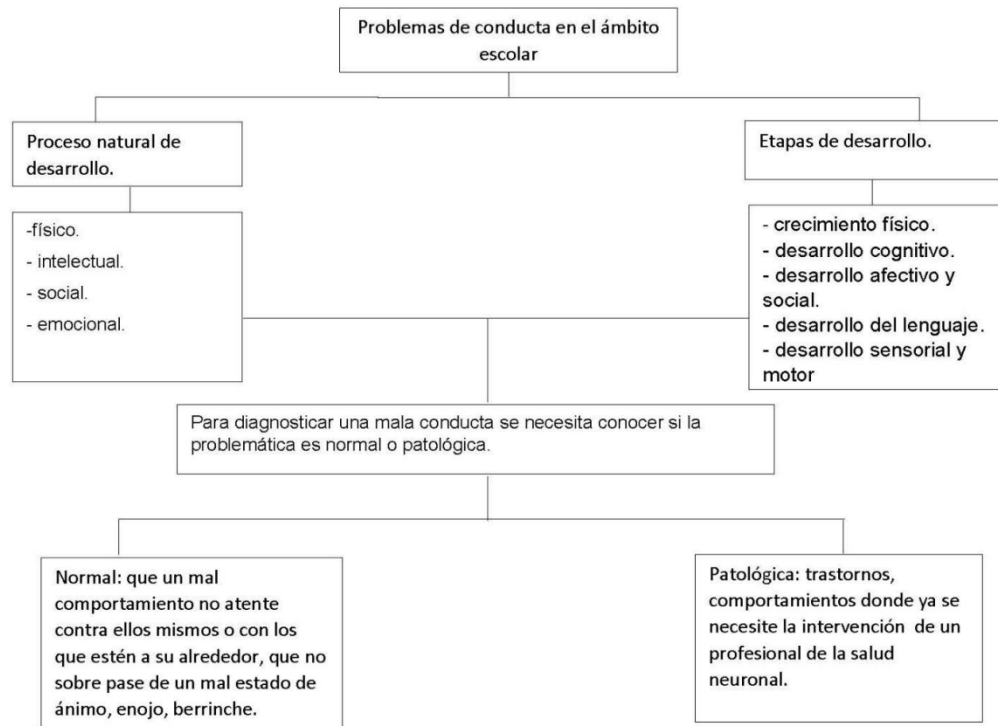 Problemas de conducta en el ámbito
escolar
Proceso natural de
desarrollo.
Etapas de desarrollo.
-físico.
- intelectual.
- social.
- emocional.
- crecimiento físico.
- desarrollo cognitivo.
- desarrollo afectivo y
social.
- desarrollo del lenguaje.
- desarrollo sensorial y
motor
Para diagnosticar una mala conducta se necesita conocer si la
problemática es normal o patológica.
Normal: que un mal
comportamiento no atente
contra ellos mismos o con los
que estén a su alrededor, que no
sobre pase de un mal estado de
ánimo, enojo, berrinche.
Patológica: trastornos,
comportamientos donde ya se
necesite la intervención de un
profesional de la salud
neuronal.